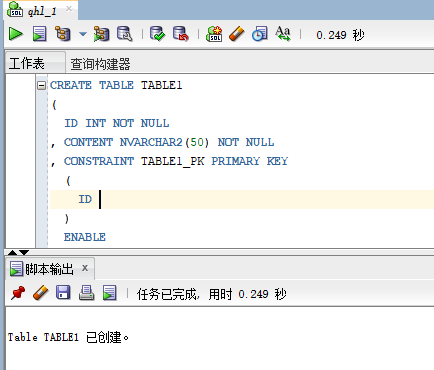 SQL qhl_1
0.249 秒
工作表 查询构建器
CREATE TABLE TABLE1
(
ID INT NOT NULL
, CONTENT NVARCHAR2(50) NOT NULL
, CONSTRAINT TABLE1_PK PRIMARY KEY
(
ID
)
ENABLE
脚本输出 x
任务已完成, 用时 0.249 秒
Table TABLE1 已创建。